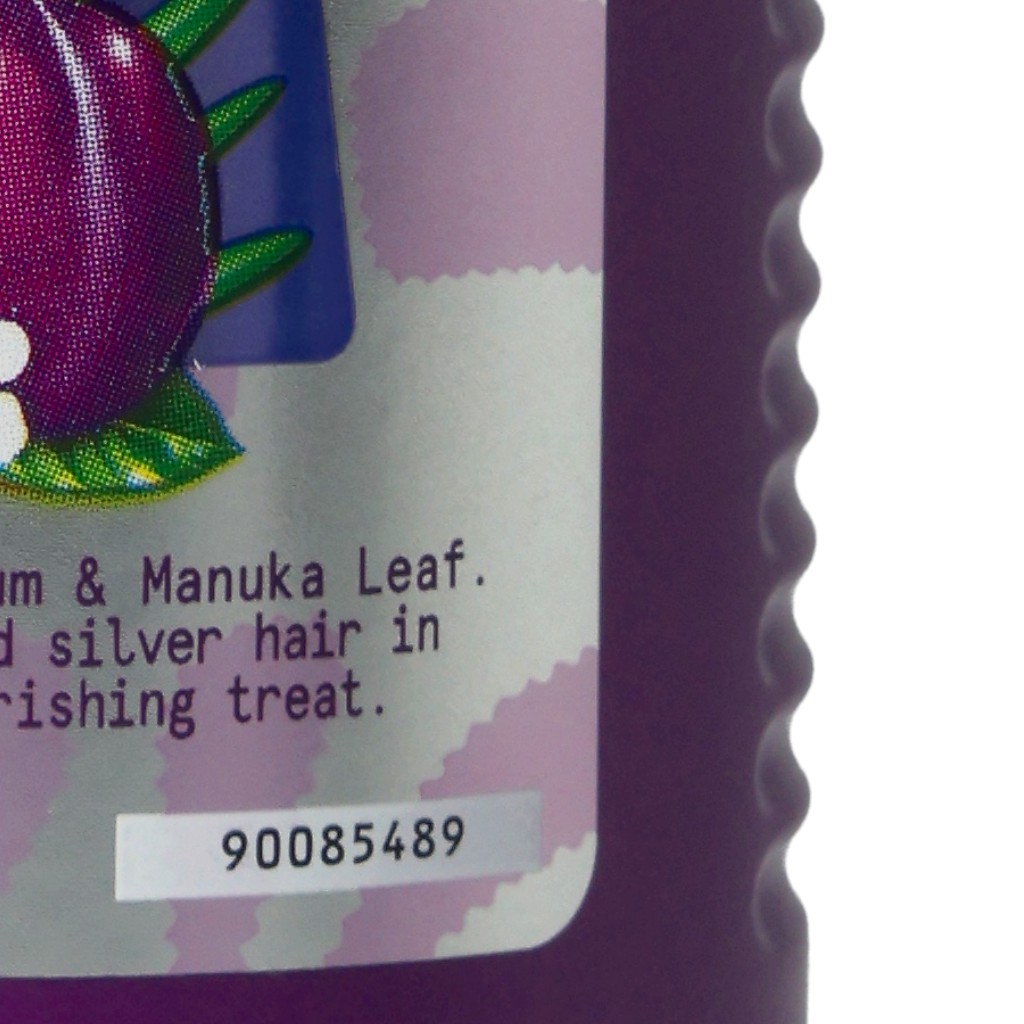 um & Manuka Leaf.
d silver hair in
rishing treat.
90085489